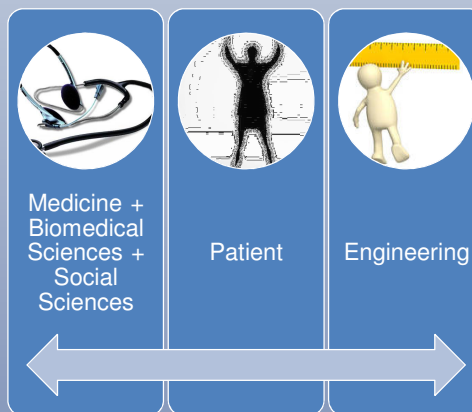 Medicine +
Biomedical
Sciences +
Social
Sciences
Patient
Engineering